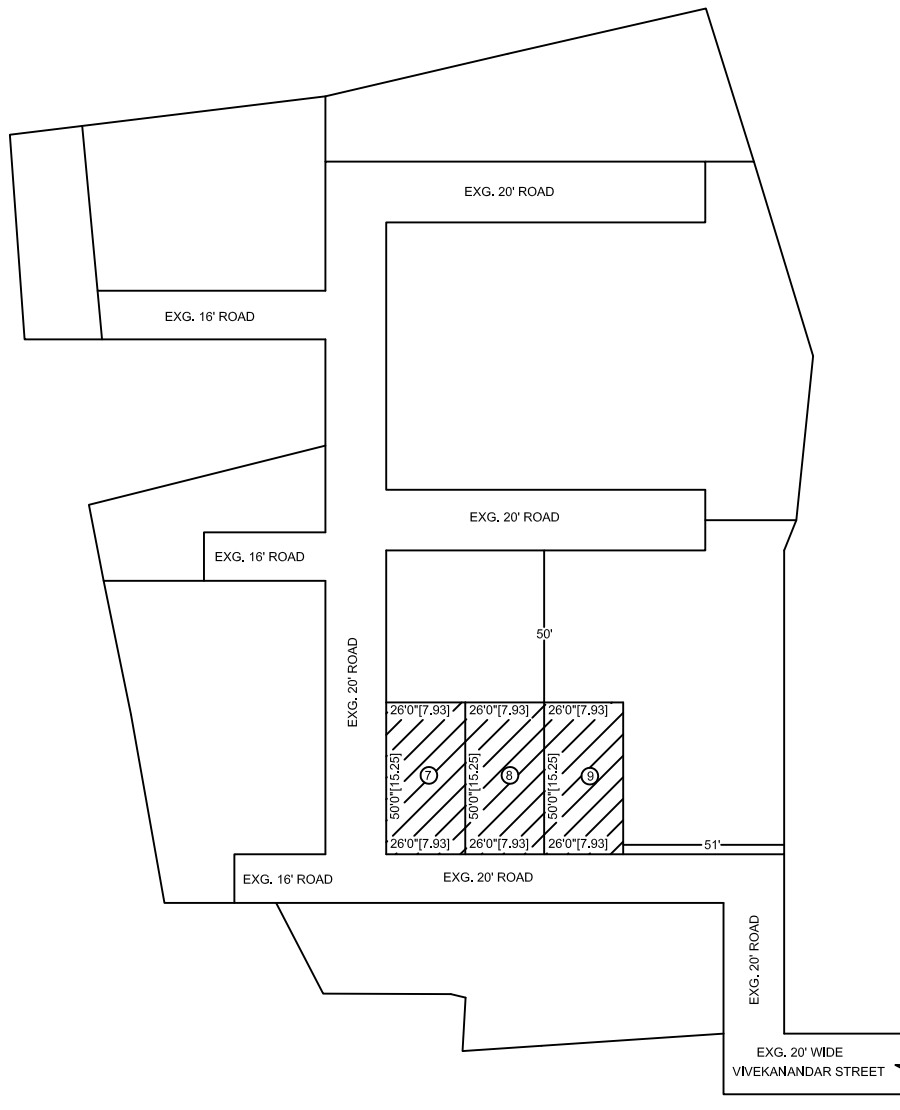 EXG. 20' ROAD
EXG. 16' ROAD
EXG. 20' ROAD
EXG. 16' ROAD
50'
EXG. 20' ROAD
26'0"[7.93]
26'0"[7.93]
26'0"[7.93]
50'0"[15.25]
7
50'0"[15.25]
8
50'0"[15.25]
9
26'0"[7.93]
26'0"[7.93]
26'0"[7.93]
51'
EXG. 16' ROAD
EXG. 20' ROAD
EXG. 20' ROAD
EXG. 20' WIDE
VIVEKANANDAR STREET